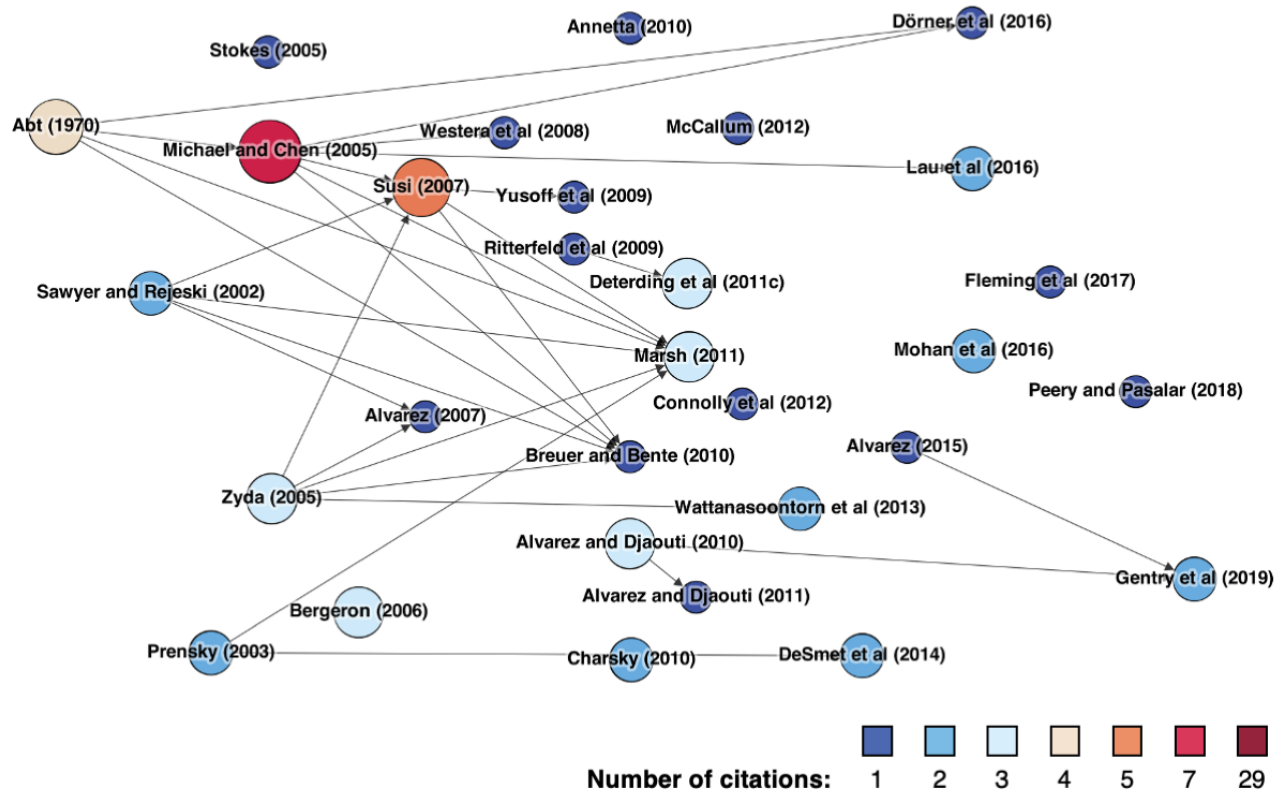 Annetta (2010)
Dörner et al (2016)
Stokes (2005)
Abt (1970)
Westera et al (2008)
McCallum (2012)
Michael and Chen (2005)
Lau et al (2016)
Susi (2007)
Yusoff et al (2009)
Ritterfeld et al (2009)
Deterding et al (2011c)
Fleming et al (2017)
Sawyer and Rejeski (2002)
Marsh (2011)
Mohan et al (2016)
Peery and Pasalar (2018)
Connolly et al (2012)
Alvarez (2007)
Alvarez (2015)
Breuer and Bente (2010)
Zyda (2005)
Wattanasoontorn et al (2013)
Alvarez and Djaouti (2010)
Gentry et al (2019)
Alvarez and Djaouti (2011)
Bergeron (2006)
Prensky (2003)
Charsky (2010)
DeSmet et al (2014)
Number of citations: 1 2 3 4 5 7 29